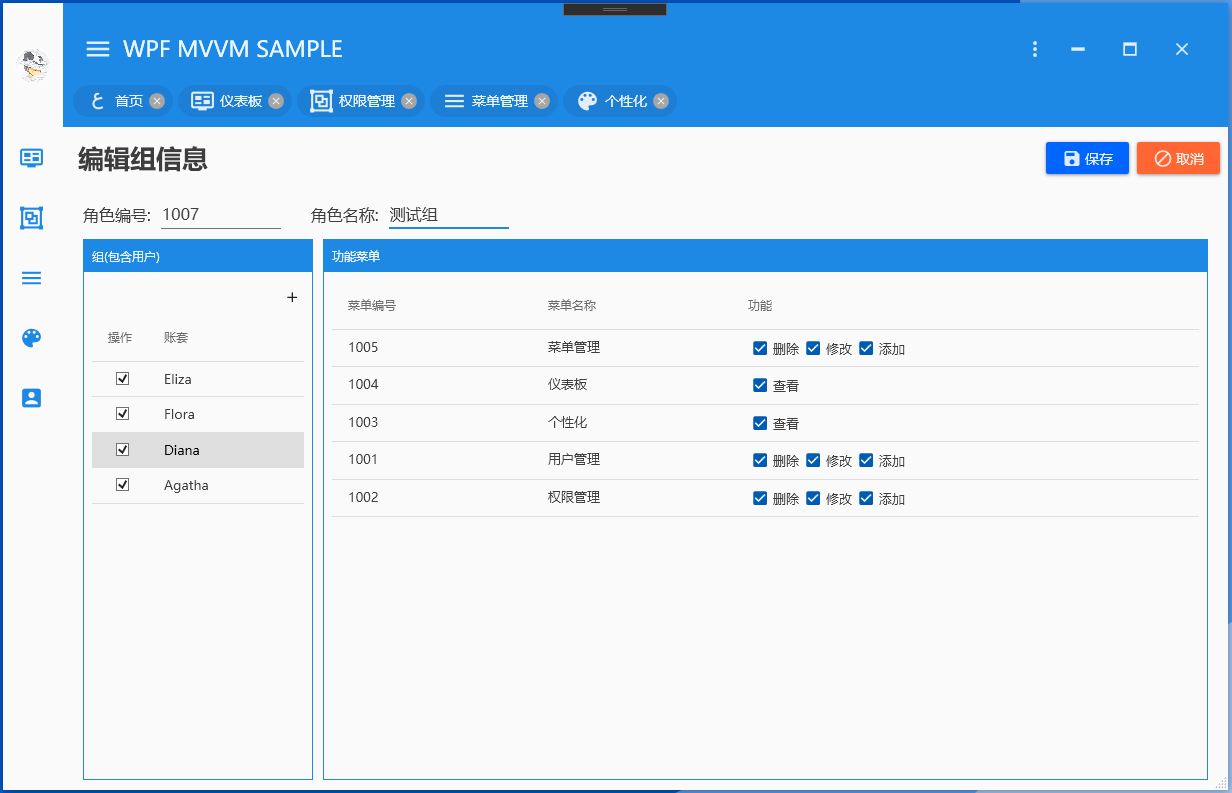 WPF MVVM SAMPLE
首页 仪表板 权限管理 菜单管理 个性化
编辑组信息 保存 取消
角色编号: 1007 角色名称: 测试组
组(包含用户)
操作 账套
Eliza
Flora
Diana
Agatha
功能菜单
菜单编号 菜单名称 功能
1005 菜单管理 删除 修改 添加
1004 仪表板 查看
1003 个性化 查看
1001 用户管理 删除 修改 添加
1002 权限管理 删除 修改 添加